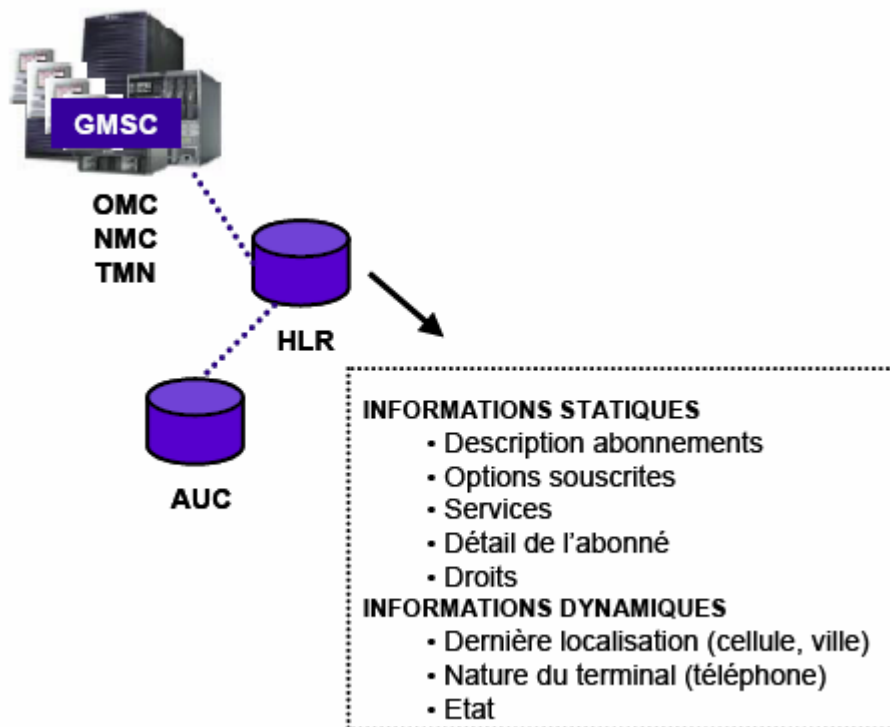 GMSC
OMC
NMC
TMN
HLR
AUC
INFORMATIONS STATIQUES
• Description abonnements
• Options souscrites
• Services
• Détail de l'abonné
• Droits
INFORMATIONS DYNAMIQUES
• Dernière localisation (cellule, ville)
• Nature du terminal (téléphone)
• Etat